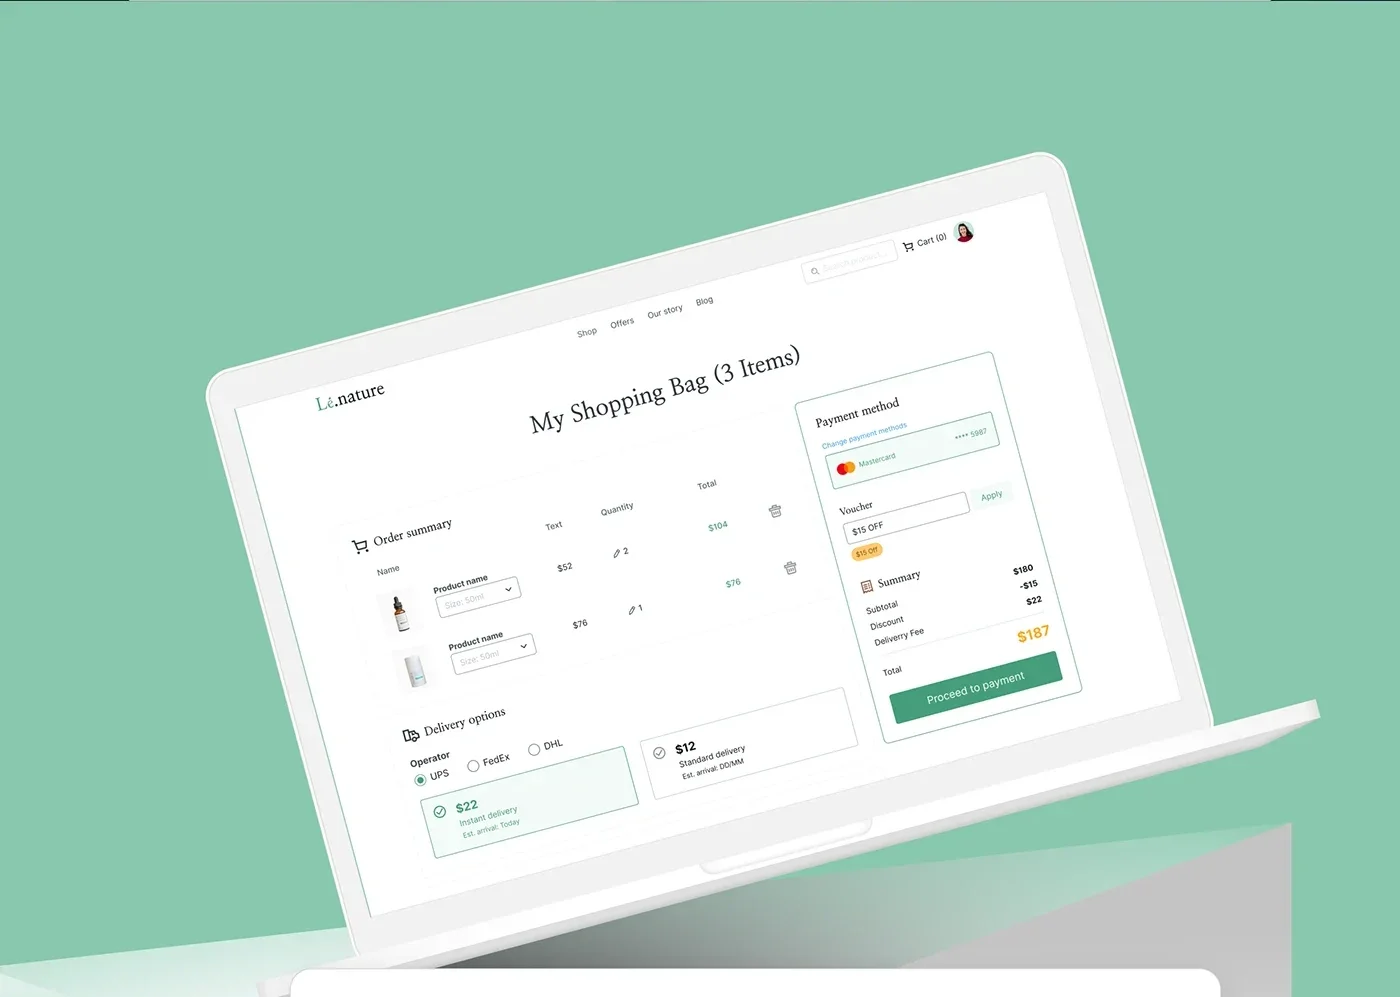 Lé.nature
Shop Offers Our story Blog
Search product...
Cart (0)
My Shopping Bag (3 Items)
Order summary
Name Text Quantity Total
Product name
Size: 50ml
$52 2 $104
Product name
Size: 50ml
$76 1 $76
Delivery options
Operator
UPS FedEx DHL
$22
Instant delivery
Est. arrival: Today
$12
Standard delivery
Est. arrival: DD/MM
Payment method
Change payment methods
Mastercard **** 5987
Voucher
$15 OFF Apply
$15 Off
Summary
Subtotal $180
Discount -$15
Deliverry Fee $22
Total $187
Proceed to payment